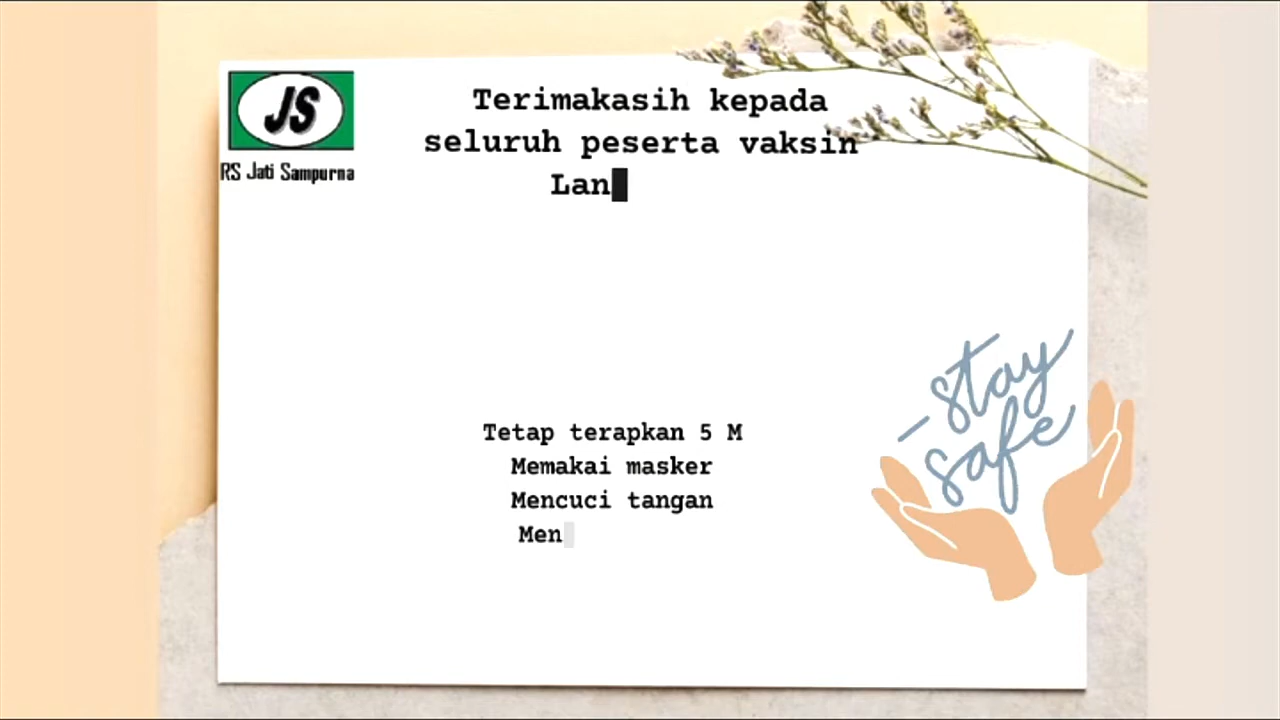 JS
RS Jati Sampurna
Terimakasih kepada
seluruh peserta vaksin
Lan
Tetap terapkan 5 M
Memakai masker
Mencuci tangan
Men
stay
safe